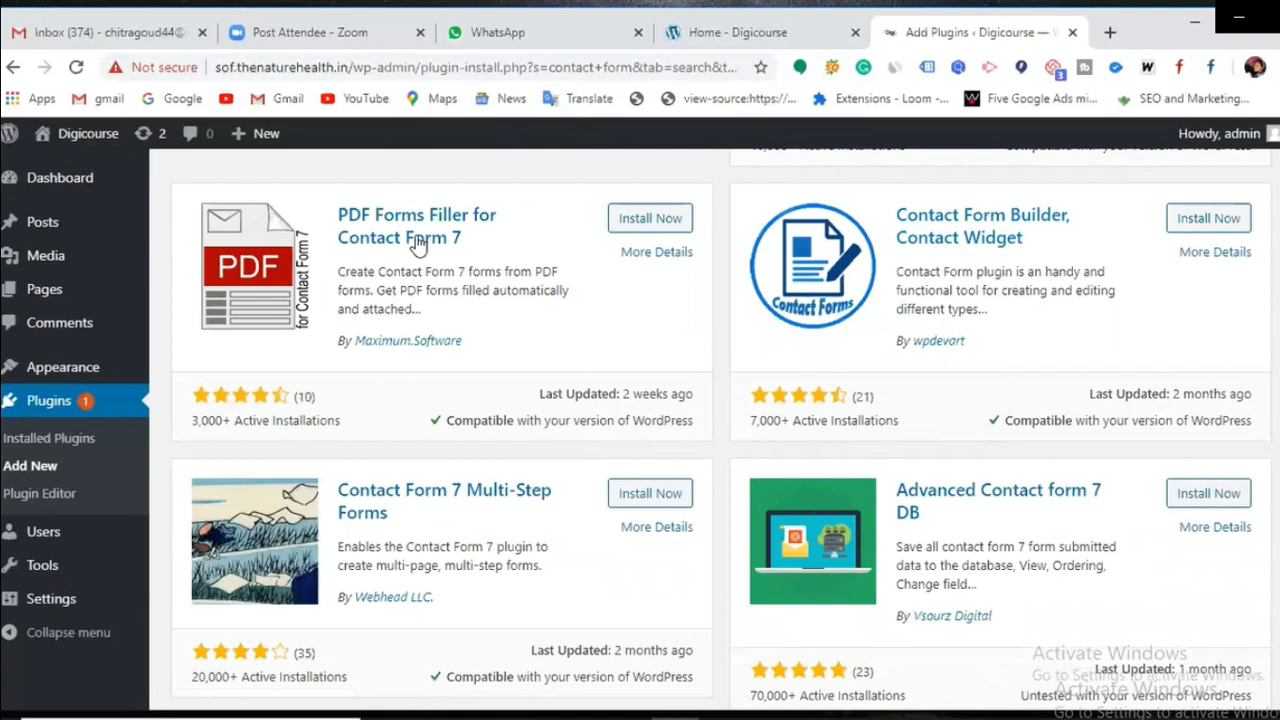 Inbox (374) - chitragoud44@
Post Attendee - Zoom
WhatsApp
Home - Digicourse
Add Plugins ‹ Digicourse —
Not secure
sof.thenaturehealth.in/wp-admin/plugin-install.php?s=contact+form&tab=search&t...
3
Apps
gmail
Google
Gmail
YouTube
Maps
News
Translate
view-source:https://...
Extensions - Loom -...
Five Google Ads mi...
SEO and Marketing...
Digicourse
2
0
New
Howdy, admin
Dashboard
Posts
Media
Pages
Comments
Appearance
Plugins 1
Installed Plugins
Add New
Plugin Editor
Users
Tools
Settings
Collapse menu
PDF
for Contact Form 7
PDF Forms Filler for
Contact Form 7
Install Now
More Details
Create Contact Form 7 forms from PDF
forms. Get PDF forms filled automatically
and attached...
By Maximum.Software
(10)
Last Updated: 2 weeks ago
3,000+ Active Installations
Compatible with your version of WordPress
Contact Forms
Contact Form Builder,
Contact Widget
Install Now
More Details
Contact Form plugin is an handy and
functional tool for creating and editing
different types...
By wpdevart
(21)
Last Updated: 2 months ago
7,000+ Active Installations
Compatible with your version of WordPress
Contact Form 7 Multi-Step
Forms
Install Now
More Details
Enables the Contact Form 7 plugin to
create multi-page, multi-step forms.
By Webhead LLC.
(35)
Last Updated: 2 months ago
20,000+ Active Installations
Compatible with your version of WordPress
Advanced Contact form 7
DB
Install Now
More Details
Save all contact form 7 form submitted
data to the database, View, Ordering,
Change field...
By Vsourz Digital
(23)
Last Updated: 1 month ago
70,000+ Active Installations
Untested with your version of WordPress
Activate Windows
Go to Settings to activate Windows.
Activate Windows
Go to Settings to activate Windo